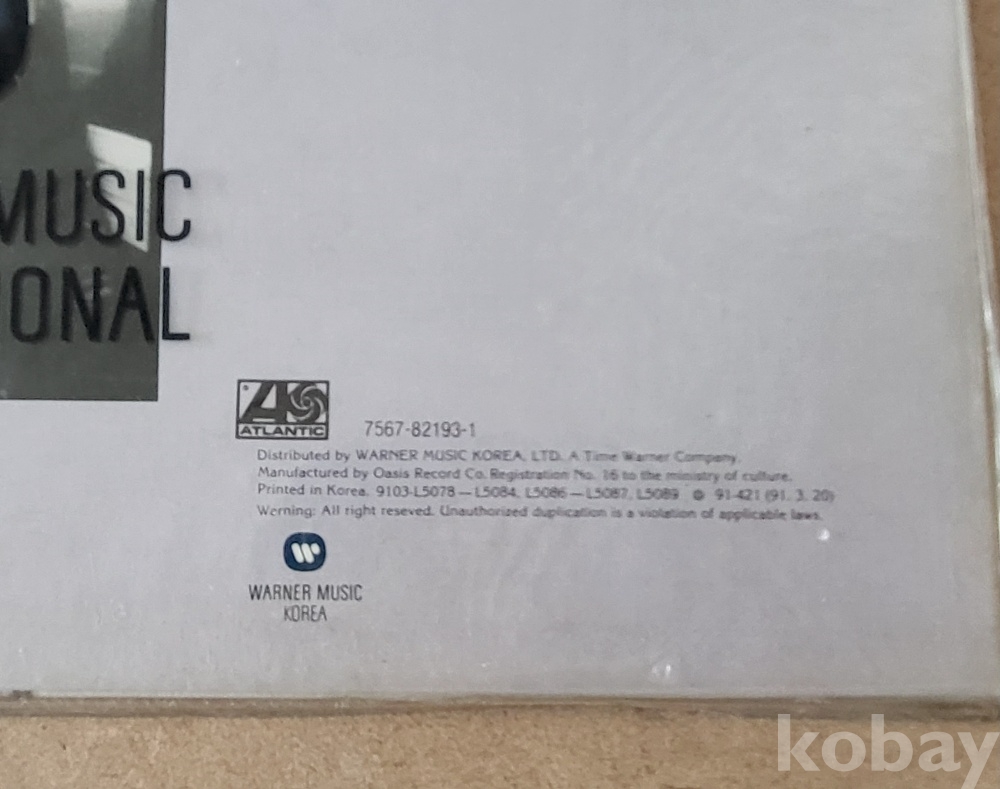 MUSIC
IONAL
ATLANTIC
7567-82193-1
Distributed by WARNER MUSIC KOREA, LTD. A Time Warner Company.
Manufactured by Oasis Record Co. Registration No. 16 to the ministry of culture.
Printed in Korea. 9103-L5078 — L5084, L5086 — L5087, L5089 ℗ 91-421 (91. 3. 20)
Werning: All right reseved. Unauthorized duplication is a violation of applicable laws.
WARNER MUSIC
KOREA
kobay